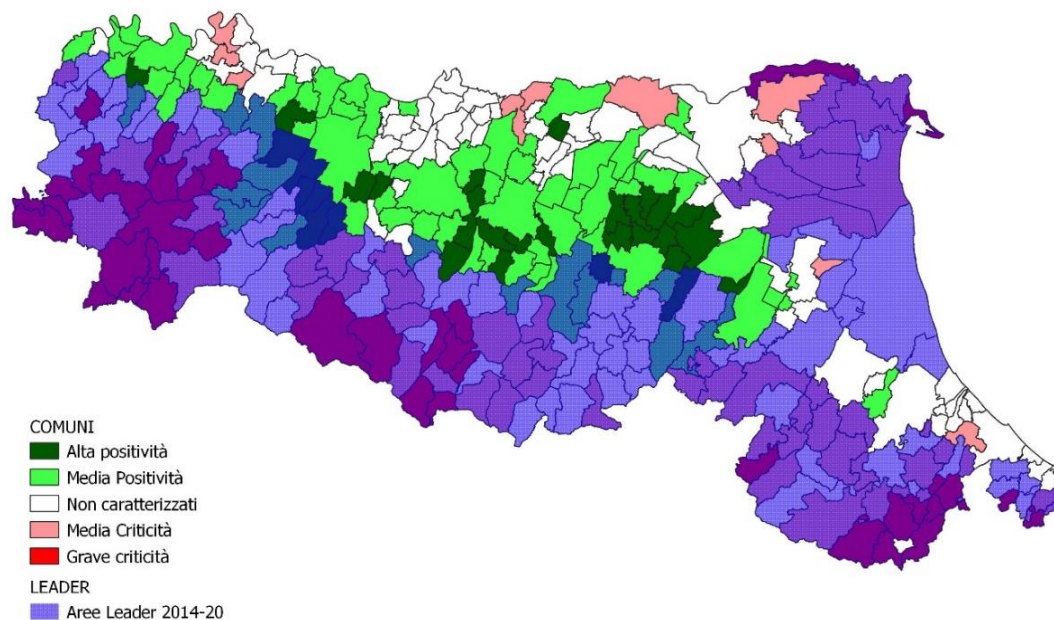 COMUNI
Alta positività
Media Positività
Non caratterizzati
Media Criticità
Grave criticità
LEADER
Aree Leader 2014-20